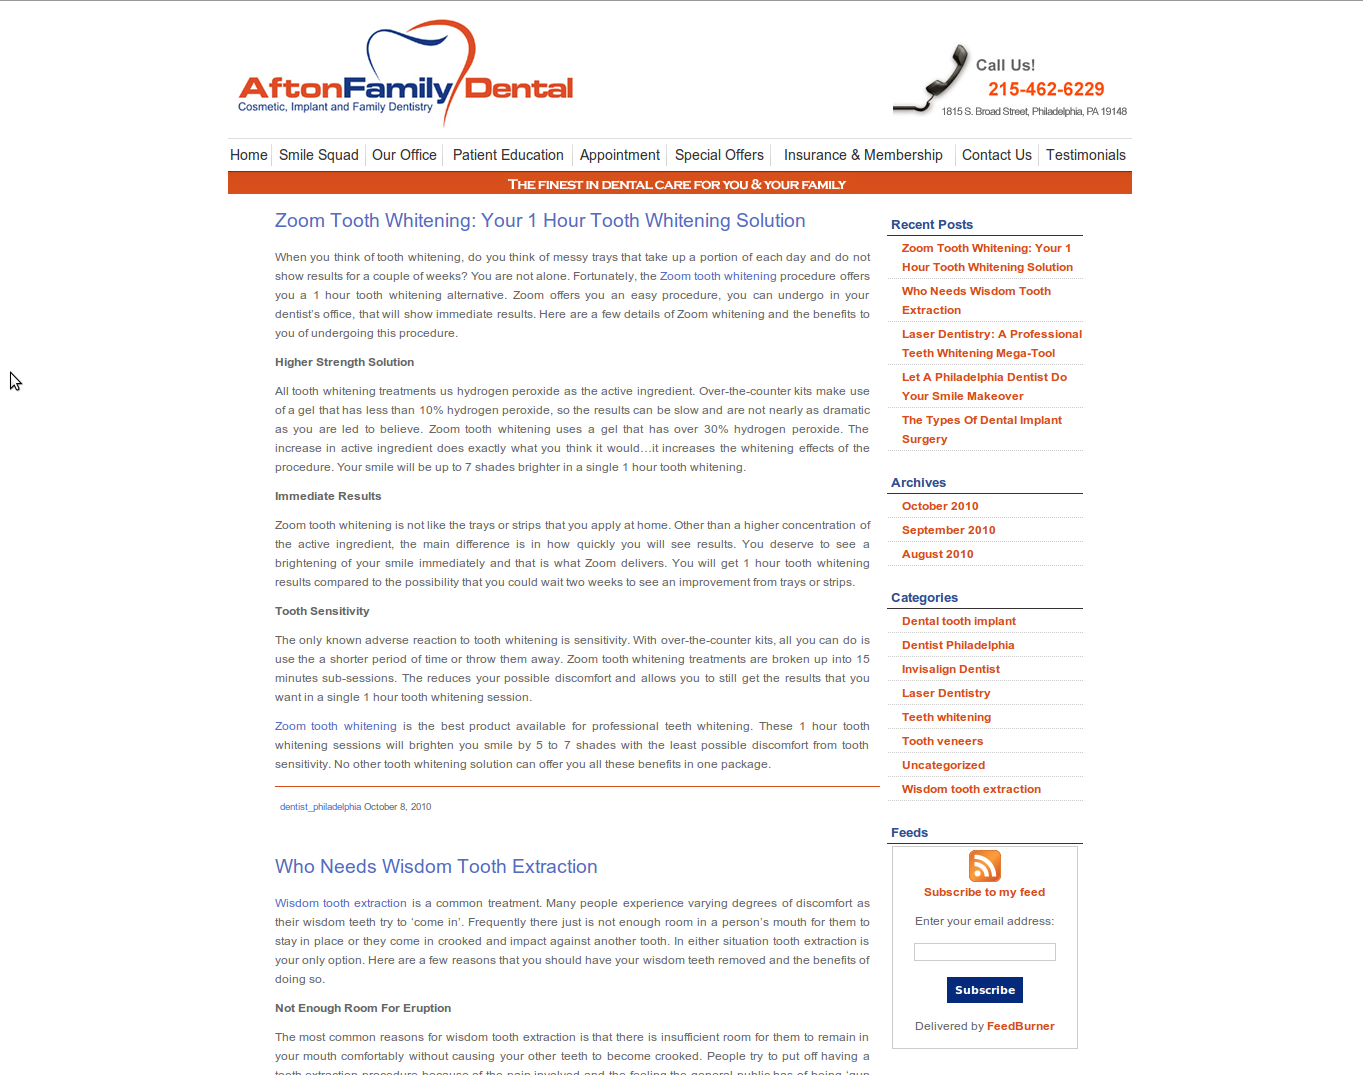 AftonFamily Dental
Cosmetic, Implant and Family Dentistry
Call Us!
215-462-6229
1815 S. Broad Street, Philadelphia, PA 19148
Home Smile Squad Our Office Patient Education Appointment Special Offers Insurance & Membership Contact Us Testimonials
THE FINEST IN DENTAL CARE FOR YOU & YOUR FAMILY
Zoom Tooth Whitening: Your 1 Hour Tooth Whitening Solution
When you think of tooth whitening, do you think of messy trays that take up a portion of each day and do not
show results for a couple of weeks? You are not alone. Fortunately, the Zoom tooth whitening procedure offers
you a 1 hour tooth whitening alternative. Zoom offers you an easy procedure, you can undergo in your
dentist's office, that will show immediate results. Here are a few details of Zoom whitening and the benefits to
you of undergoing this procedure.
Higher Strength Solution
All tooth whitening treatments us hydrogen peroxide as the active ingredient. Over-the-counter kits make use
of a gel that has less than 10% hydrogen peroxide, so the results can be slow and are not nearly as dramatic
as you are led to believe. Zoom tooth whitening uses a gel that has over 30% hydrogen peroxide. The
increase in active ingredient does exactly what you think it would…it increases the whitening effects of the
procedure. Your smile will be up to 7 shades brighter in a single 1 hour tooth whitening.
Immediate Results
Zoom tooth whitening is not like the trays or strips that you apply at home. Other than a higher concentration of
the active ingredient, the main difference is in how quickly you will see results. You deserve to see a
brightening of your smile immediately and that is what Zoom delivers. You will get 1 hour tooth whitening
results compared to the possibility that you could wait two weeks to see an improvement from trays or strips.
Tooth Sensitivity
The only known adverse reaction to tooth whitening is sensitivity. With over-the-counter kits, all you can do is
use the a shorter period of time or throw them away. Zoom tooth whitening treatments are broken up into 15
minutes sub-sessions. The reduces your possible discomfort and allows you to still get the results that you
want in a single 1 hour tooth whitening session.
Zoom tooth whitening is the best product available for professional teeth whitening. These 1 hour tooth
whitening sessions will brighten you smile by 5 to 7 shades with the least possible discomfort from tooth
sensitivity. No other tooth whitening solution can offer you all these benefits in one package.
dentist_philadelphia October 8, 2010
Who Needs Wisdom Tooth Extraction
Wisdom tooth extraction is a common treatment. Many people experience varying degrees of discomfort as
their wisdom teeth try to 'come in'. Frequently there just is not enough room in a person's mouth for them to
stay in place or they come in crooked and impact against another tooth. In either situation tooth extraction is
your only option. Here are a few reasons that you should have your wisdom teeth removed and the benefits of
doing so.
Not Enough Room For Eruption
The most common reasons for wisdom tooth extraction is that there is insufficient room for them to remain in
your mouth comfortably without causing your other teeth to become crooked. People try to put off having a
tooth extraction procedure because of the pain involved and the feeling the general public has of being 'gun
Recent Posts
Zoom Tooth Whitening: Your 1
Hour Tooth Whitening Solution
Who Needs Wisdom Tooth
Extraction
Laser Dentistry: A Professional
Teeth Whitening Mega-Tool
Let A Philadelphia Dentist Do
Your Smile Makeover
The Types Of Dental Implant
Surgery
Archives
October 2010
September 2010
August 2010
Categories
Dental tooth implant
Dentist Philadelphia
Invisalign Dentist
Laser Dentistry
Teeth whitening
Tooth veneers
Uncategorized
Wisdom tooth extraction
Feeds
Subscribe to my feed
Enter your email address:
Subscribe
Delivered by FeedBurner